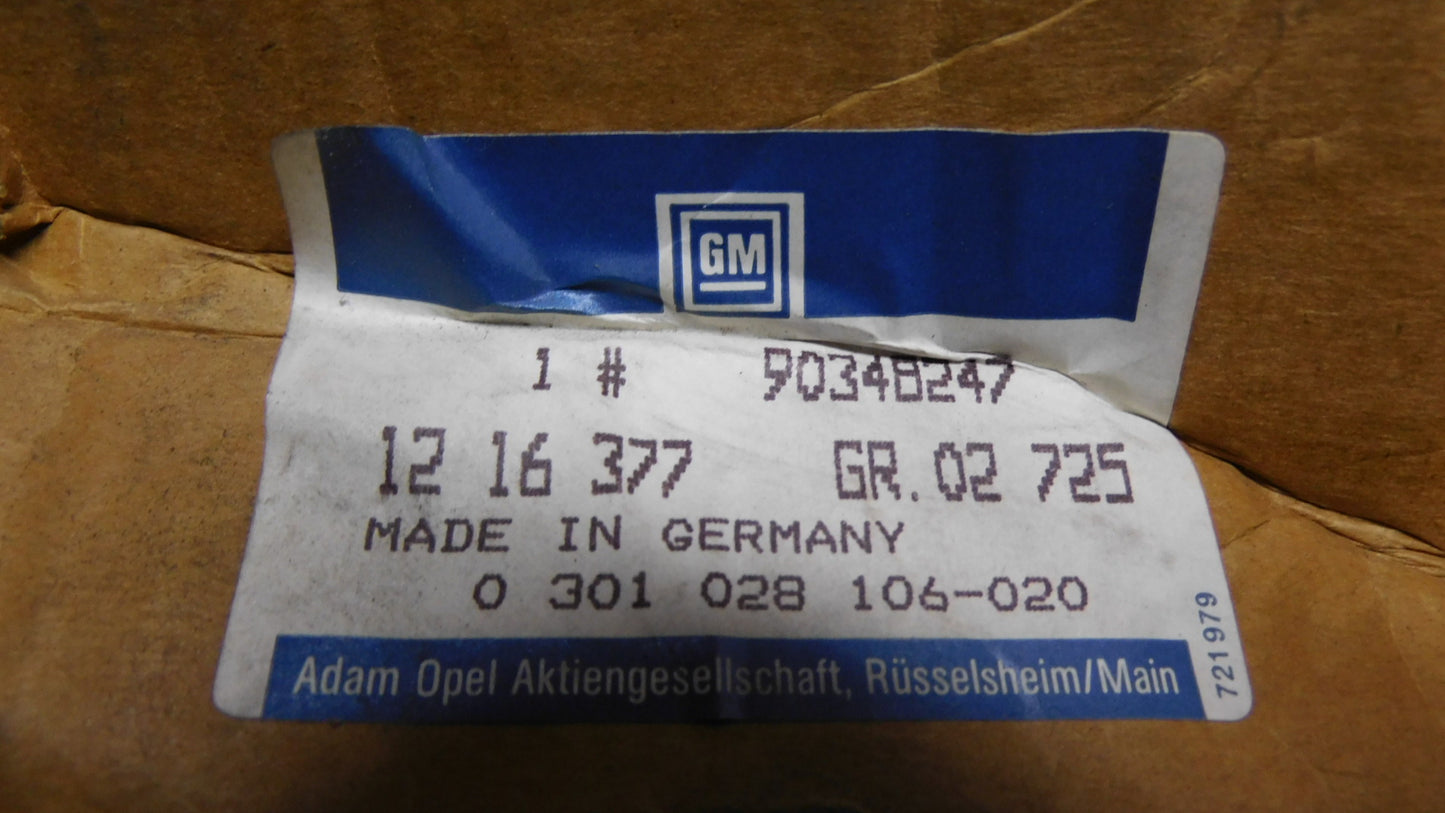 GM
1 # 90348247
12 16 377 GR. 02 725
MADE IN GERMANY
0 301 028 106-020
Adam Opel Aktiengesellschaft, Rüsselsheim/Main
721979